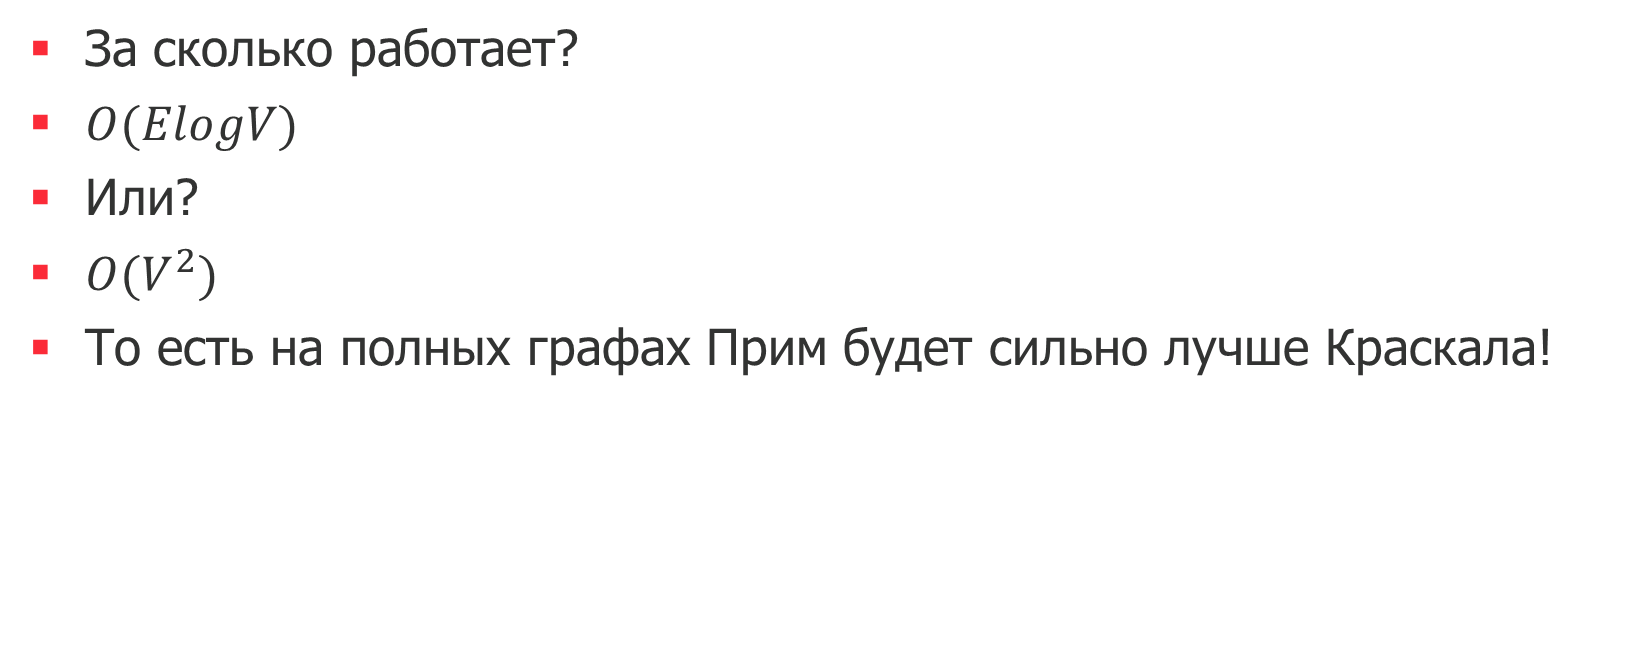 ▪ За сколько работает?
▪ O(ElogV)
▪ Или?
▪ O(V²)
▪ То есть на полных графах Прим будет сильно лучше Краскала!